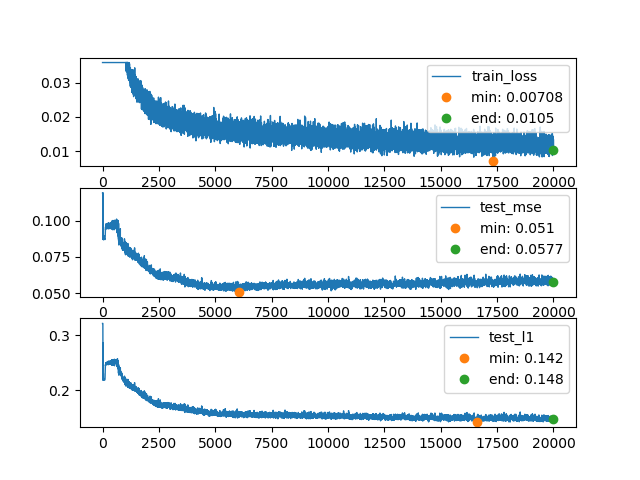 0.03
0.02
0.01
train_loss
min: 0.00708
end: 0.0105
0 2500 5000 7500 10000 12500 15000 17500 20000
0.100
0.075
0.050
test_mse
min: 0.051
end: 0.0577
0 2500 5000 7500 10000 12500 15000 17500 20000
0.3
0.2
test_l1
min: 0.142
end: 0.148
0 2500 5000 7500 10000 12500 15000 17500 20000